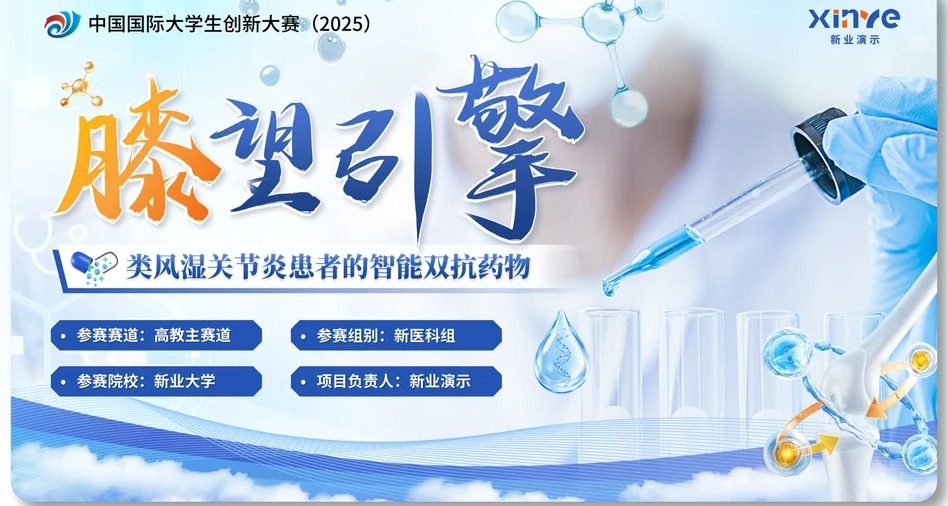 中国国际大学生创新大赛（2025）
xinye
新业演示
膝望引擎
类风湿关节炎患者的智能双抗药物
• 参赛赛道：高教主赛道
• 参赛组别：新医科组
• 参赛院校：新业大学
• 项目负责人：新业演示